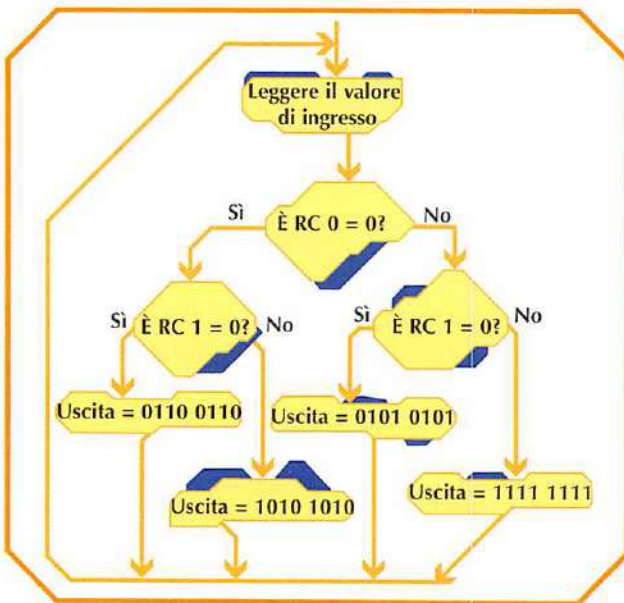 Leggere il valore
di ingresso
Sì
È RC 0 = 0?
No
Sì
È RC 1 = 0?
No
Sì
È RC 1 = 0?
No
Uscita = 0110 0110
Uscita = 0101 0101
Uscita = 1010 1010
Uscita = 1111 1111